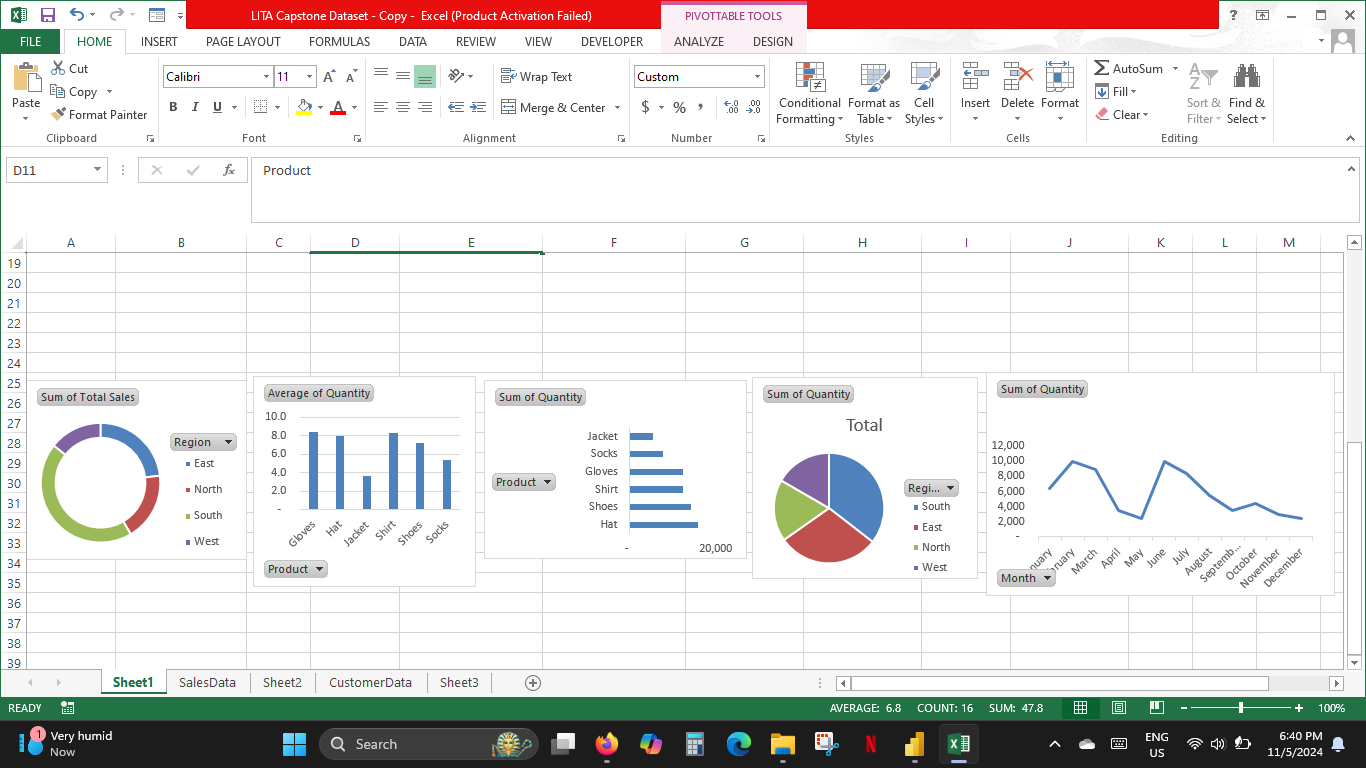 LITA Capstone Dataset - Copy - Excel (Product Activation Failed)
PIVOTTABLE TOOLS
?
FILE HOME INSERT PAGE LAYOUT FORMULAS DATA REVIEW VIEW DEVELOPER ANALYZE DESIGN
Paste
Cut
Copy
Format Painter
Clipboard
Calibri 11
B I U
Font
Wrap Text
Merge & Center
Alignment
Custom
$ % ,
Number
Conditional Formatting
Format as Table
Cell Styles
Styles
Insert Delete Format
Cells
AutoSum
Fill
Clear
Sort & Filter
Find & Select
Editing
D11
fx
Product
A B C D E F G H I J K L M
19
20
21
22
23
24
25
26
27
28
29
30
31
32
33
34
35
36
37
38
39
Sum of Total Sales
Region
East
North
South
West
Average of Quantity
10.0
8.0
6.0
4.0
2.0
-
Gloves Hat Jacket Shirt Shoes Socks
Product
Sum of Quantity
Product
Jacket
Socks
Gloves
Shirt
Shoes
Hat
- 20,000
Sum of Quantity
Total
Regi...
South
East
North
West
Sum of Quantity
12,000
10,000
8,000
6,000
4,000
2,000
-
March April May June July August Septemb... October November December
Month
Sheet1 SalesData Sheet2 CustomerData Sheet3
READY
AVERAGE: 6.8 COUNT: 16 SUM: 47.8
100%
1
Very humid
Now
Search
ENG
US
6:40 PM
11/5/2024